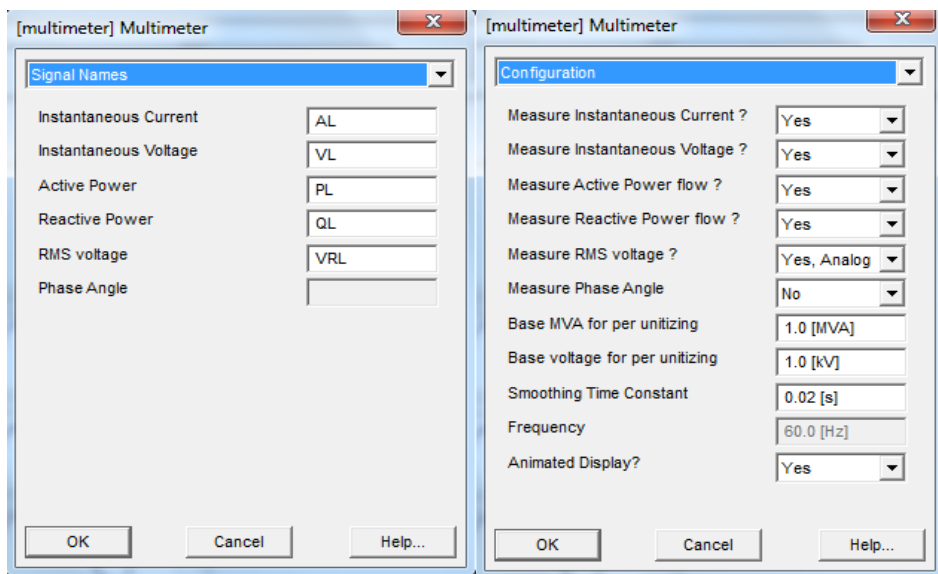 [multimeter] Multimeter
Signal Names
Instantaneous Current AL
Instantaneous Voltage VL
Active Power PL
Reactive Power QL
RMS voltage VRL
Phase Angle
OK Cancel Help...
[multimeter] Multimeter
Configuration
Measure Instantaneous Current ? Yes
Measure Instantaneous Voltage ? Yes
Measure Active Power flow ? Yes
Measure Reactive Power flow ? Yes
Measure RMS voltage ? Yes, Analog
Measure Phase Angle No
Base MVA for per unitizing 1.0 [MVA]
Base voltage for per unitizing 1.0 [kV]
Smoothing Time Constant 0.02 [s]
Frequency 60.0 [Hz]
Animated Display? Yes
OK Cancel Help...